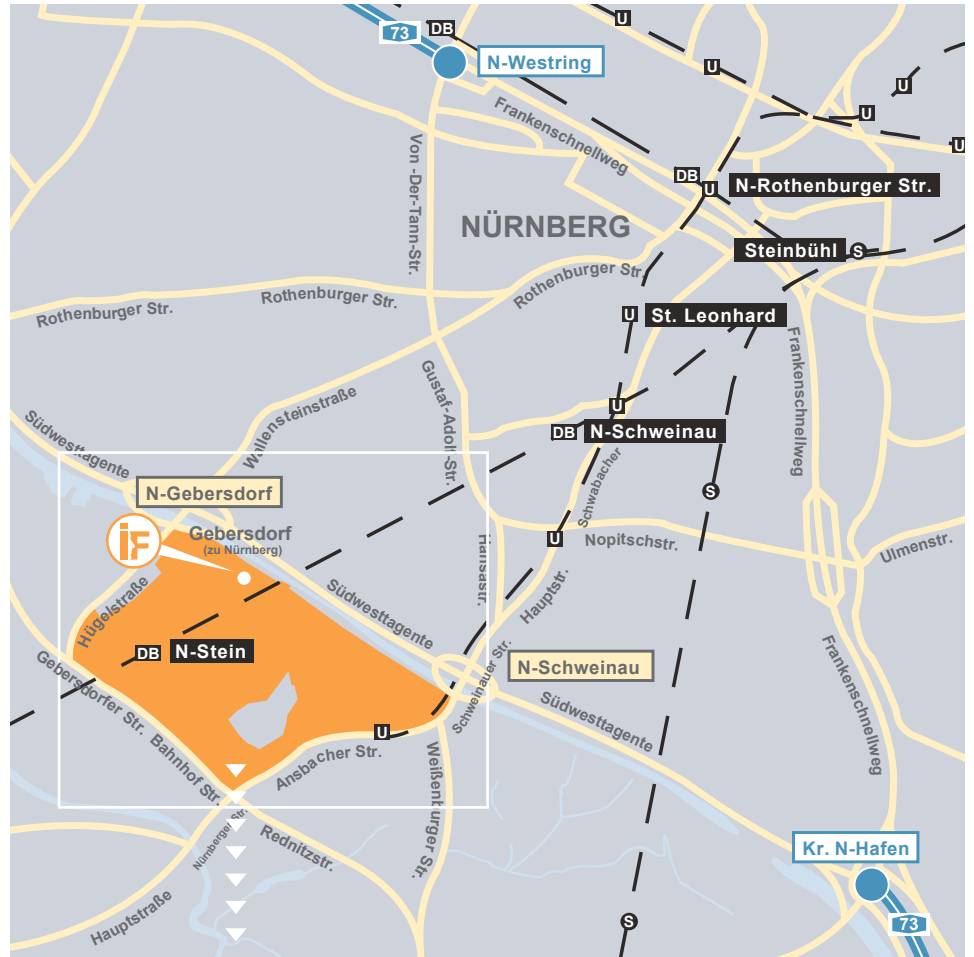 U
73
DB
N-Westring
U
U
Frankenschnellweg
U
U
Von -Der-Tann-Str.
DB
U
N-Rothenburger Str.
NÜRNBERG
Steinbühl
S
Rothenburger Str.
Rothenburger Str.
Rothenburger Str.
U
St. Leonhard
Frankenschnellweg
Gustaf-Adolf-Str.
Wallensteinstraße
U
Südwesttagente
DB
N-Schweinau
Schwabacher
N-Gebersdorf
S
iF
Gebersdorf
(zu Nürnberg)
Hansastr.
U
Nopitschstr.
Ulmenstr.
Hügelstraße
Südwesttagente
Hauptstr.
DB
N-Stein
N-Schweinau
Schweinauer Str.
Gebersdorfer Str.
Bahnhof Str.
U
Ansbacher Str.
Südwesttagente
Frankenschnellweg
Weißenburger Str.
Nürnberger Str.
Rednitzstr.
Kr. N-Hafen
Hauptstraße
S
73